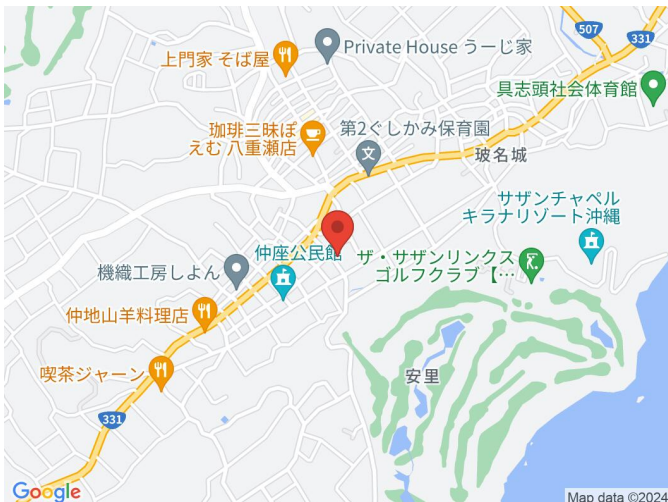 507
331
Private House うーじ家
上門家 そば屋
具志頭社会体育館
珈琲三昧ぽ
えむ 八重瀬店
第2ぐしかみ保育園
文
玻名城
サザンチャペル
キラナリゾート沖縄
仲座公民館
ザ・サザンリンクス
ゴルフクラブ【…
機織工房しよん
仲地山羊料理店
安里
喫茶ジャーン
331
Google
Map data ©2024